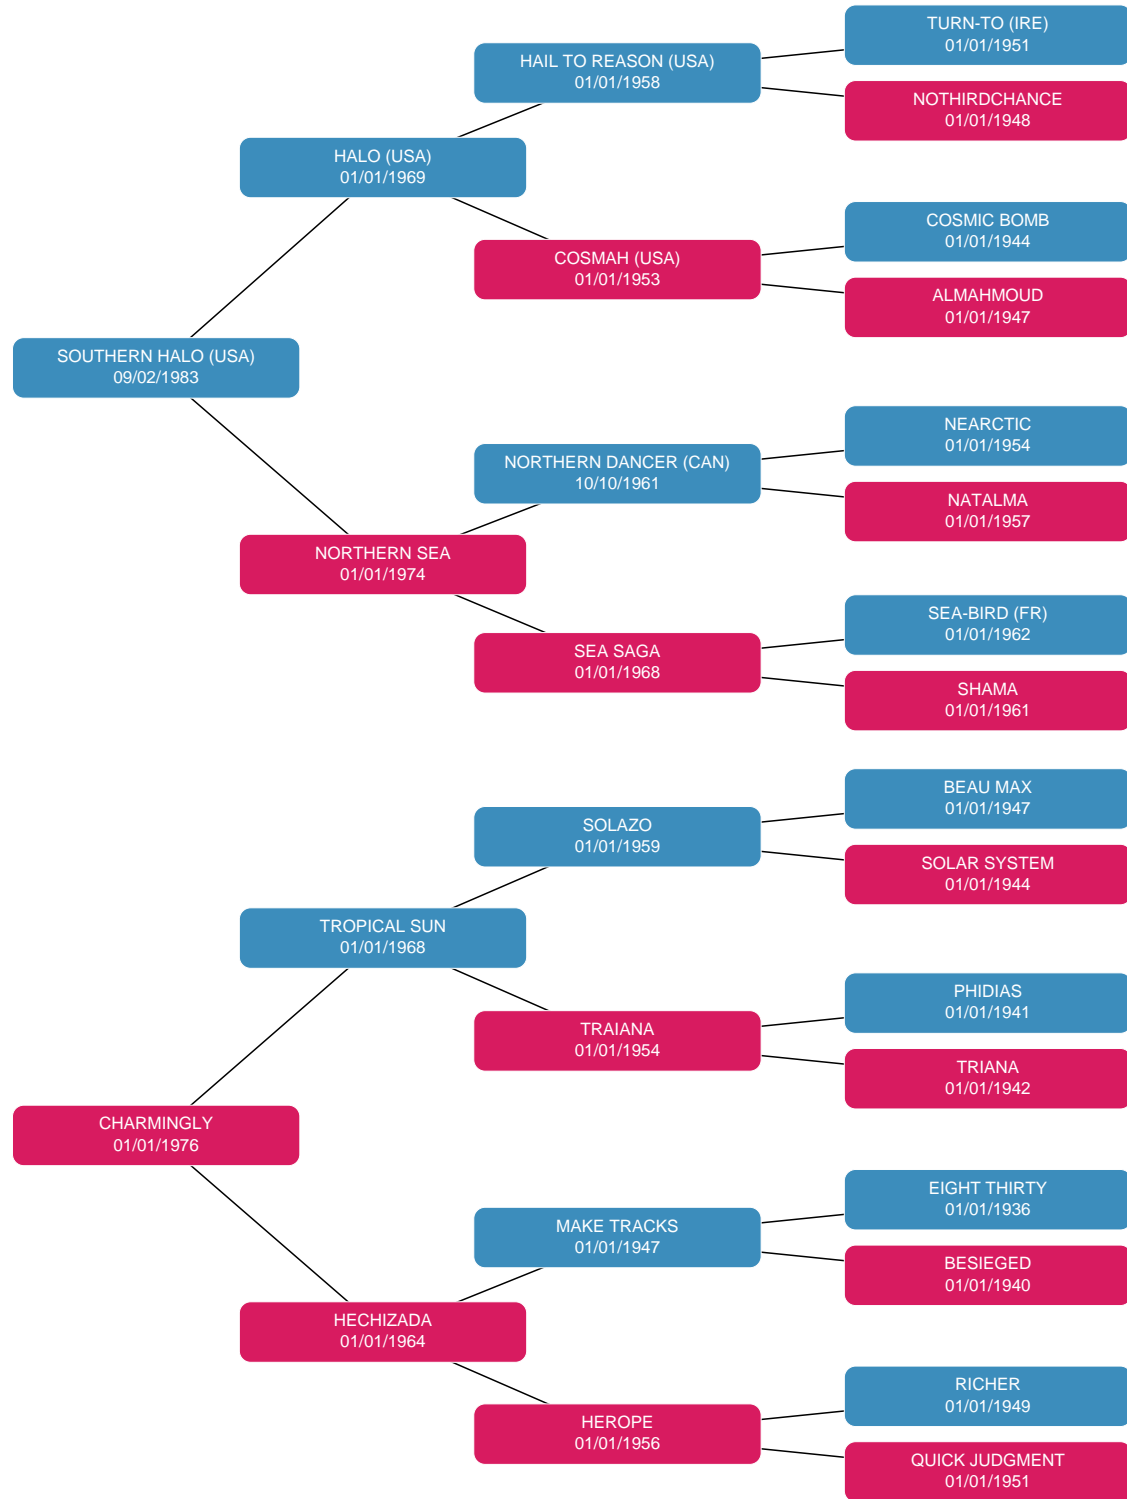 TURN-TO (IRE)
01/01/1951
HAIL TO REASON (USA)
01/01/1958
NOTHIRDCHANCE
01/01/1948
HALO (USA)
01/01/1969
COSMIC BOMB
01/01/1944
COSMAH (USA)
01/01/1953
ALMAHMOUD
01/01/1947
SOUTHERN HALO (USA)
09/02/1983
NEARCTIC
01/01/1954
NORTHERN DANCER (CAN)
10/10/1961
NATALMA
01/01/1957
NORTHERN SEA
01/01/1974
SEA-BIRD (FR)
01/01/1962
SEA SAGA
01/01/1968
SHAMA
01/01/1961
BEAU MAX
01/01/1947
SOLAZO
01/01/1959
SOLAR SYSTEM
01/01/1944
TROPICAL SUN
01/01/1968
PHIDIAS
01/01/1941
TRAIANA
01/01/1954
TRIANA
01/01/1942
CHARMINGLY
01/01/1976
EIGHT THIRTY
01/01/1936
MAKE TRACKS
01/01/1947
BESIEGED
01/01/1940
HECHIZADA
01/01/1964
RICHER
01/01/1949
HEROPE
01/01/1956
QUICK JUDGMENT
01/01/1951